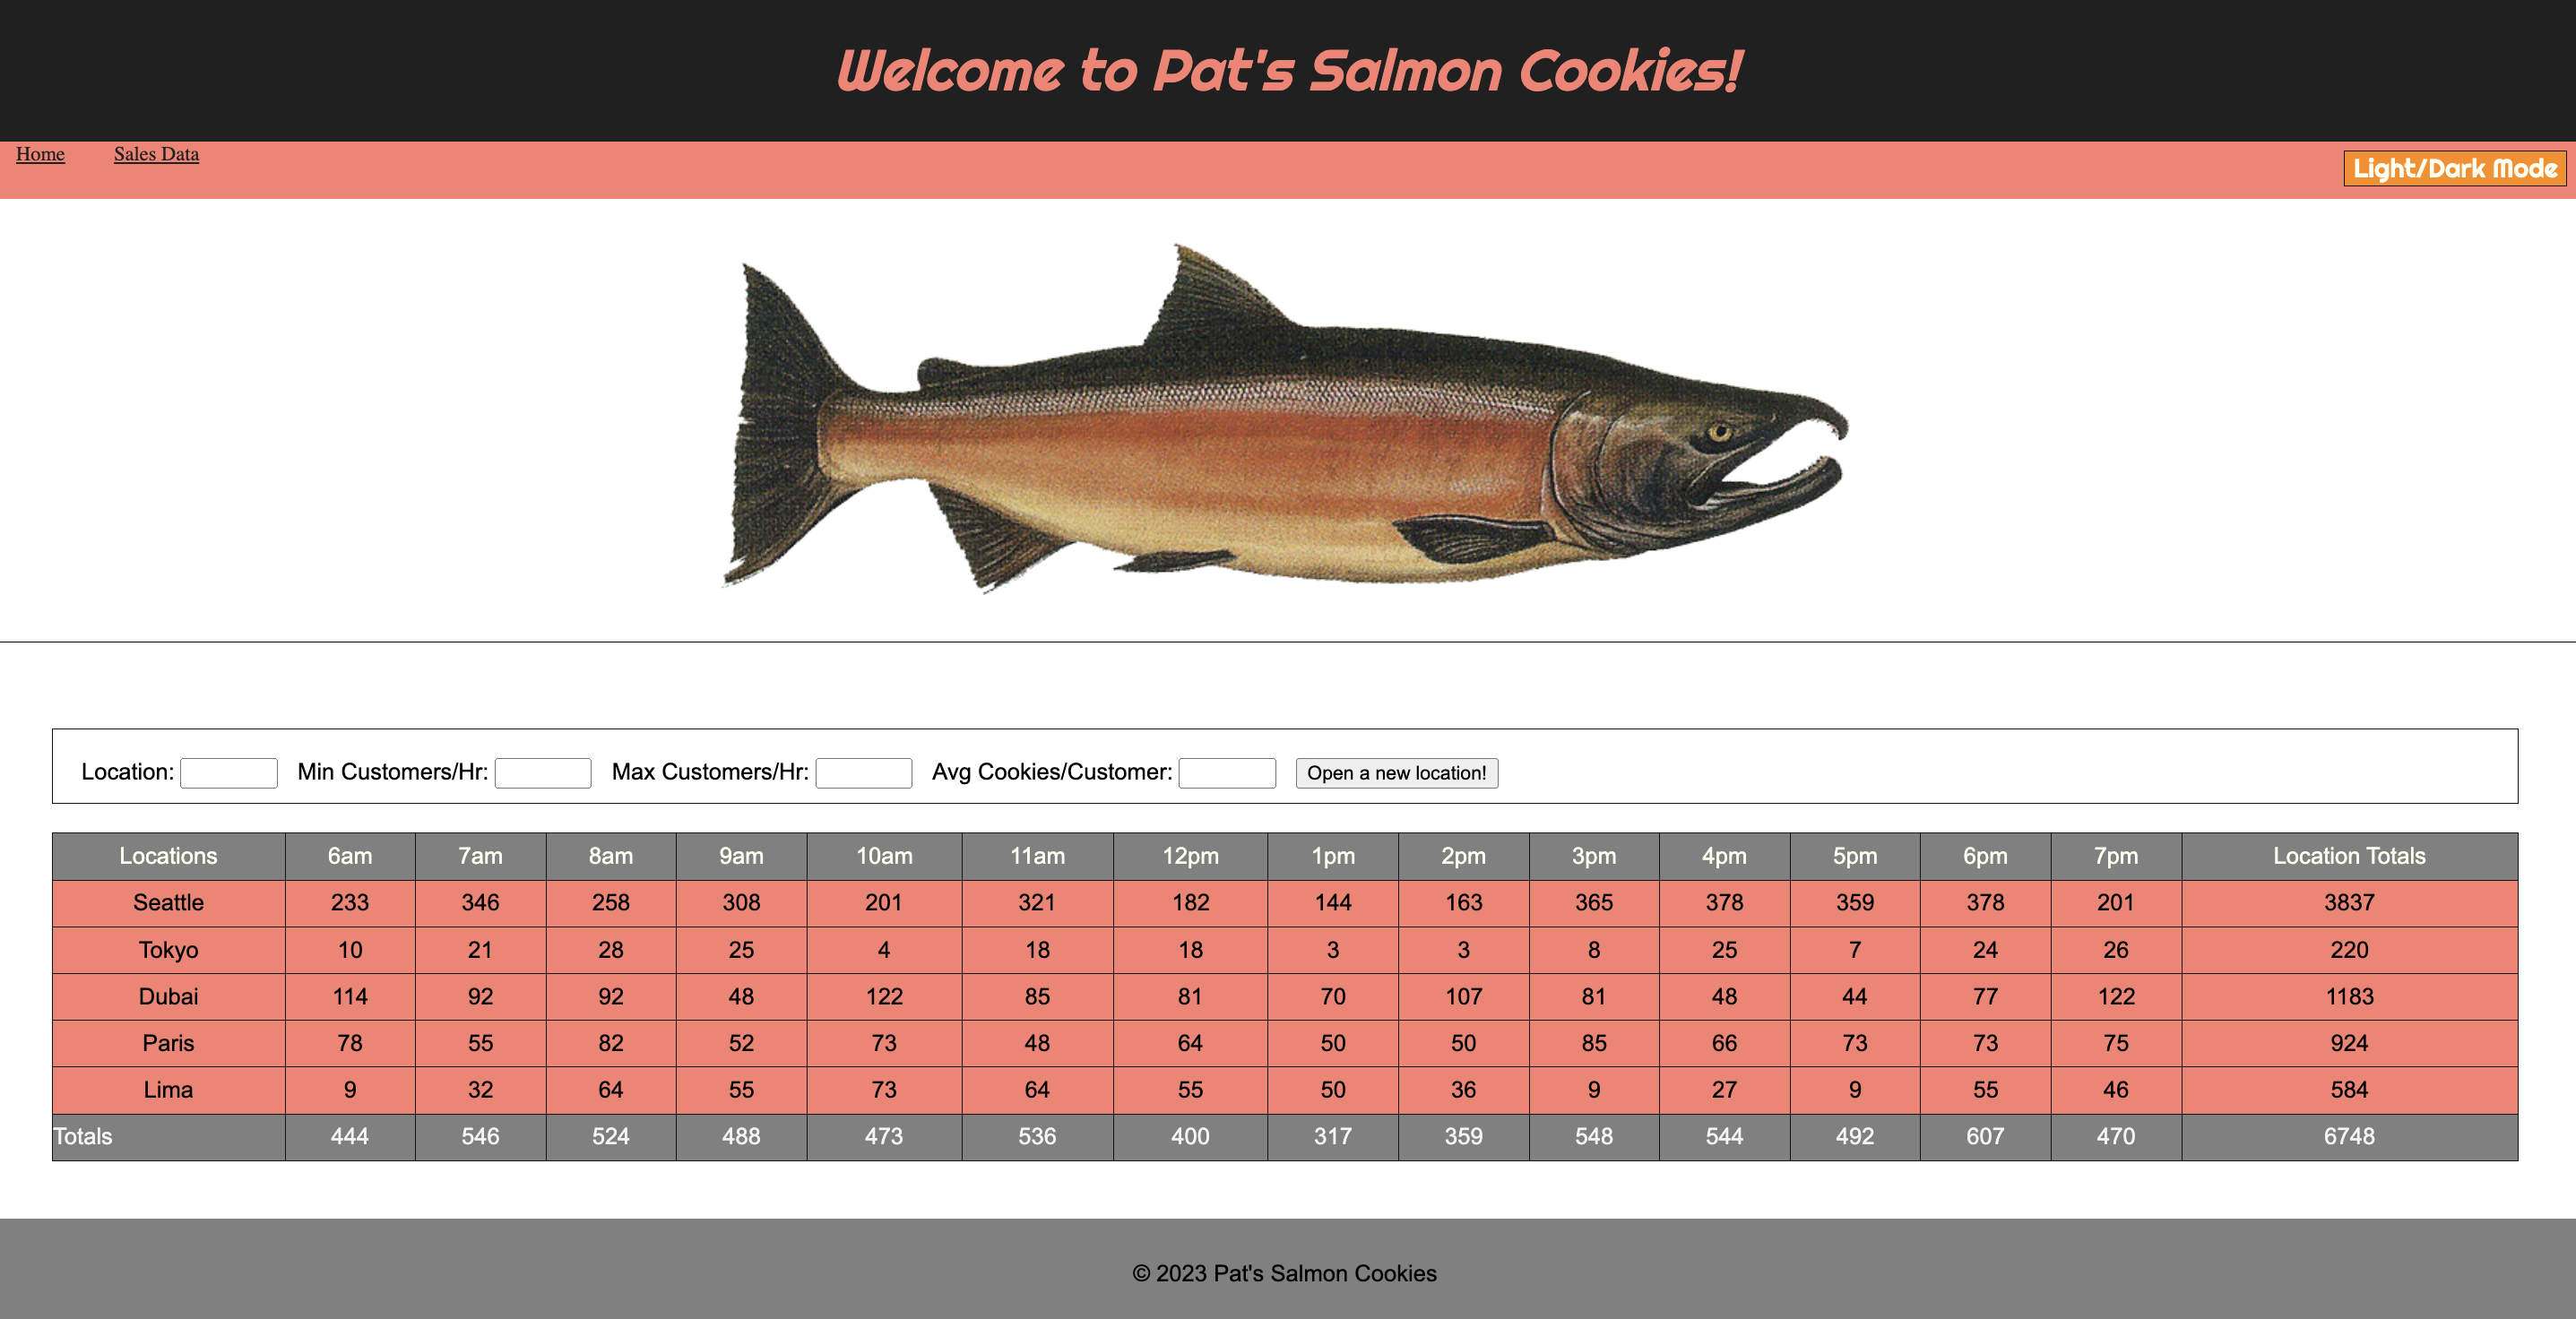 Welcome to Pat's Salmon Cookies!
Home Sales Data Light/Dark Mode
Location: Min Customers/Hr: Max Customers/Hr: Avg Cookies/Customer: Open a new location!
Locations 6am 7am 8am 9am 10am 11am 12pm 1pm 2pm 3pm 4pm 5pm 6pm 7pm Location Totals
Seattle 233 346 258 308 201 321 182 144 163 365 378 359 378 201 3837
Tokyo 10 21 28 25 4 18 18 3 3 8 25 7 24 26 220
Dubai 114 92 92 48 122 85 81 70 107 81 48 44 77 122 1183
Paris 78 55 82 52 73 48 64 50 50 85 66 73 73 75 924
Lima 9 32 64 55 73 64 55 50 36 9 27 9 55 46 584
Totals 444 546 524 488 473 536 400 317 359 548 544 492 607 470 6748
© 2023 Pat's Salmon Cookies